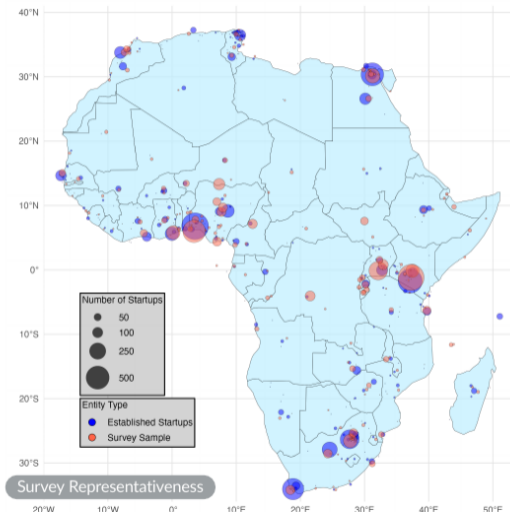 40°N
30°N
20°N
10°N
0°
10°S
20°S
30°S
Number of Startups
50
100
250
500
Entity Type
Established Startups
Survey Sample
Survey Representativeness
20°W 10°W 0° 10°E 20°E 30°E 40°E 50°E